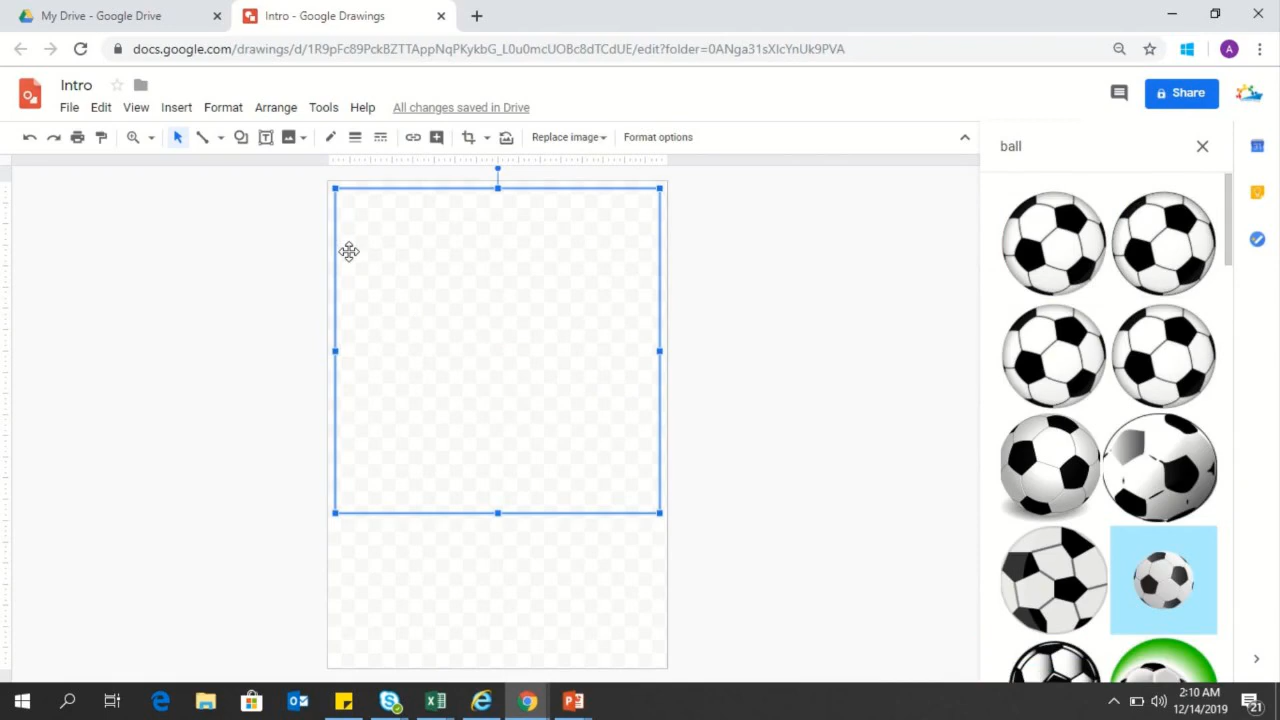 My Drive - Google Drive
Intro - Google Drawings
docs.google.com/drawings/d/1R9pFc89PckBZTTAppNqPKykbG_L0u0mcUOBc8dTCdUE/edit?folder=0ANga31sXIcYnUk9PVA
A
Intro
File Edit View Insert Format Arrange Tools Help All changes saved in Drive
Share
Replace image Format options
ball
31
2:10 AM
12/14/2019
21